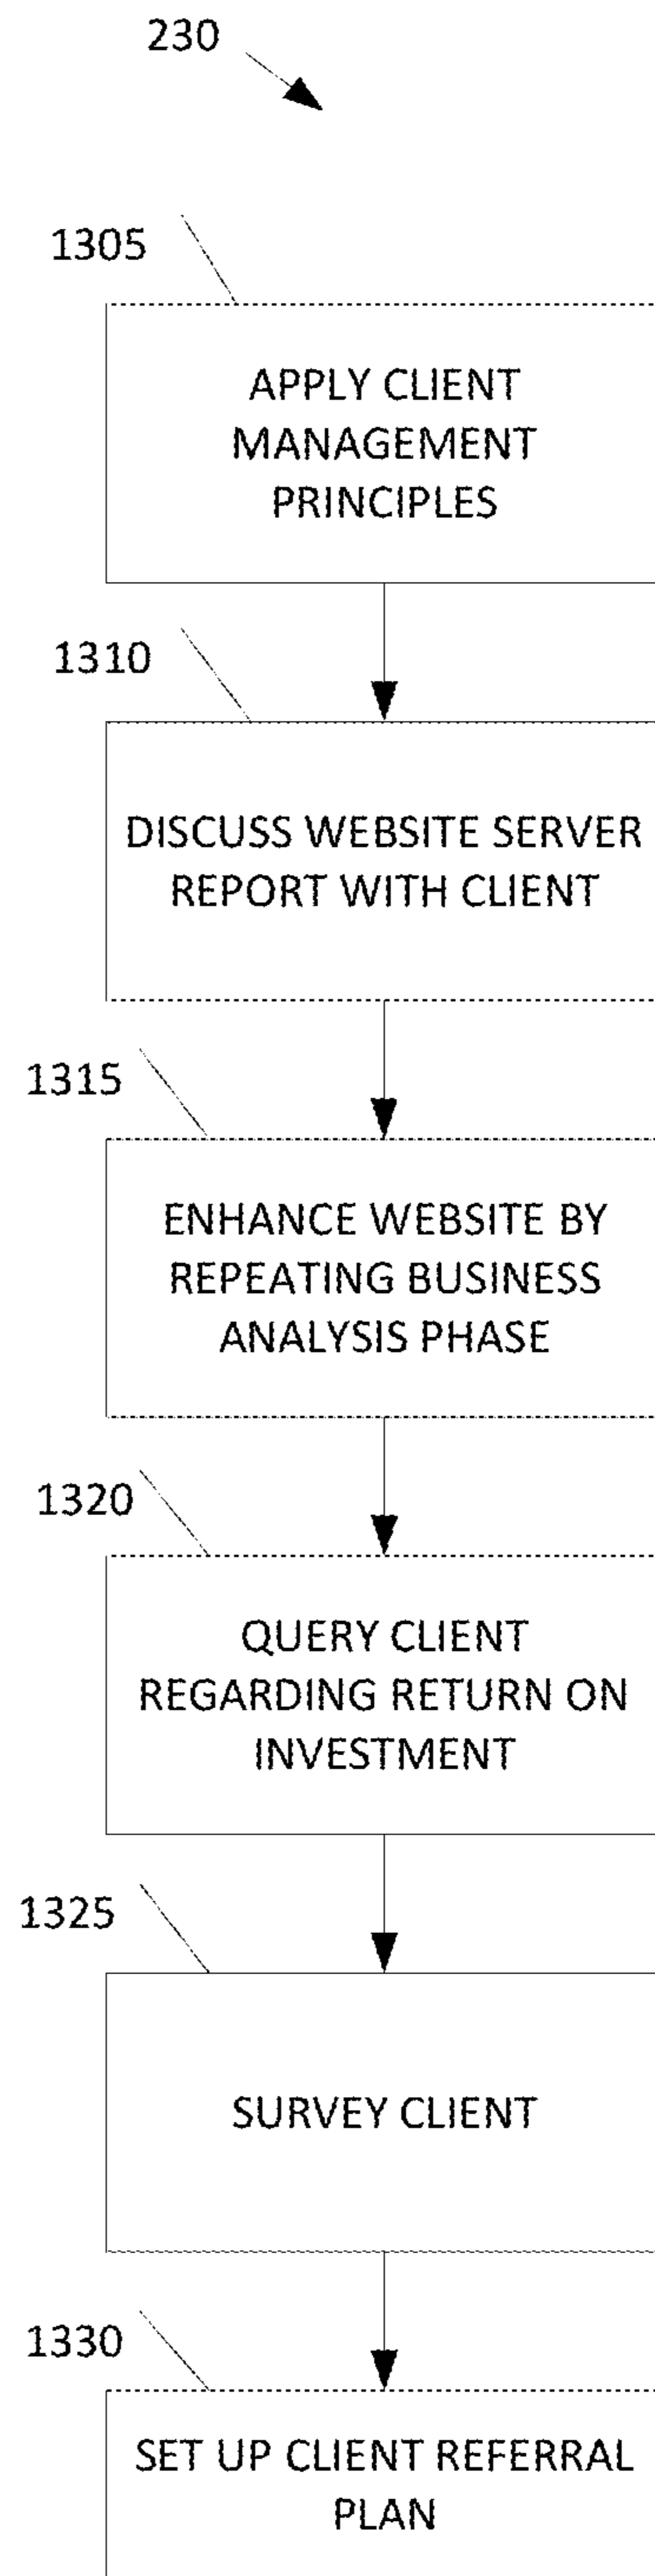 230
1305
APPLY CLIENT
MANAGEMENT
PRINCIPLES
1310
DISCUSS WEBSITE SERVER
REPORT WITH CLIENT
1315
ENHANCE WEBSITE BY
REPEATING BUSINESS
ANALYSIS PHASE
1320
QUERY CLIENT
REGARDING RETURN ON
INVESTMENT
1325
SURVEY CLIENT
1330
SET UP CLIENT REFERRAL
PLAN